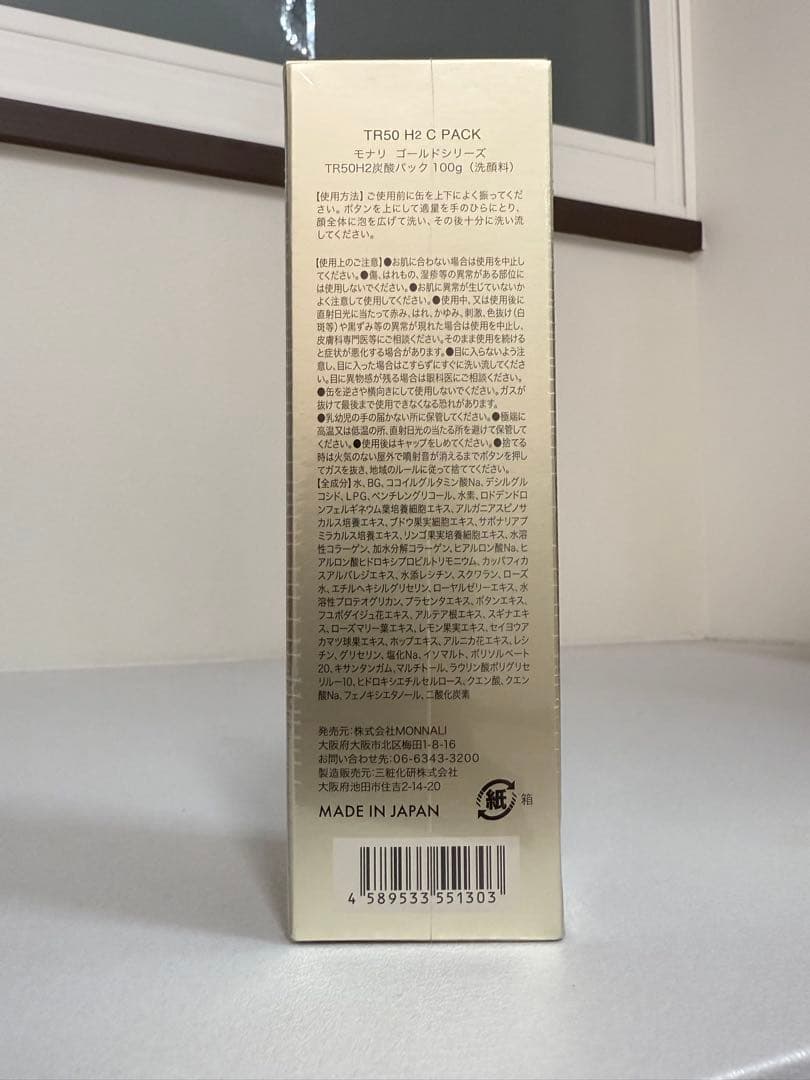 TR50 H2 C PACK
モナリ ゴールドシリーズ
TR50H2炭酸パック 100g（洗顔料）
【使用方法】ご使用前に缶を上下によく振ってくだ
さい。ボタンを上にして適量を手のひらにとり、
顔全体に泡を広げて洗い、その後十分に洗い流
してください。
【使用上のご注意】●お肌に合わない場合は使用を中止し
てください。●傷、はれもの、湿疹等の異常がある部位に
は使用しないでください。●お肌に異常が生じていないか
よく注意して使用してください。●使用中、又は使用後に
直射日光に当たって赤み、はれ、かゆみ、刺激、色抜け(白
斑等)や黒ずみ等の異常が現れた場合は使用を中止し、
皮膚科専門医等にご相談ください。そのまま使用を続ける
と症状が悪化する場合があります。●目に入らないよう注
意し、目に入った場合はこすらずにすぐに洗い流してくださ
い。目に異物感が残る場合は眼科医にご相談ください。
●缶を逆さや横向きにして使用しないでください。ガスが
抜けて最後まで使用できなくなる恐れがあります。
●乳幼児の手の届かない所に保管してください。●極端に
高温又は低温の所、直射日光の当たる所を避けて保管して
ください。●使用後はキャップをしめてください。●捨てる
時は火気のない屋外で噴射音が消えるまでボタンを押し
てガスを抜き、地域のルールに従って捨ててください。
【全成分】水、BG、ココイルグルタミン酸Na、デシルグル
コシド、LPG、ペンチレングリコール、水素、ロドデンドロ
ンフェルギネウム葉培養細胞エキス、アルガニアスピノサ
カルス培養エキス、ブドウ果実細胞エキス、サポナリアプ
ミラカルス培養エキス、リンゴ果実培養細胞エキス、水溶
性コラーゲン、加水分解コラーゲン、ヒアルロン酸Na、ヒ
アルロン酸ヒドロキシプロピルトリモニウム、カッパフィカ
スアルバレジエキス、水添レシチン、スクワラン、ローズ
水、エチルヘキシルグリセリン、ローヤルゼリーエキス、水
溶性プロテオグリカン、プラセンタエキス、ボタンエキス、
フユボダイジュ花エキス、アルテア根エキス、スギナエキ
ス、ローズマリー葉エキス、レモン果実エキス、セイヨウア
カマツ球果エキス、ホップエキス、アルニカ花エキス、レシ
チン、グリセリン、塩化Na、イソマルト、ポリソルベート
20、キサンタンガム、マルチトール、ラウリン酸ポリグリセ
リルー10、ヒドロキシエチルセルロース、クエン酸、クエン
酸Na、フェノキシエタノール、二酸化炭素
発売元：株式会社MONNALI
大阪府大阪市北区梅田1-8-16
お問い合わせ先：06-6343-3200
製造販売元：三粧化研株式会社
大阪府池田市住吉2-14-20
MADE IN JAPAN
紙 箱
4 589533 551303